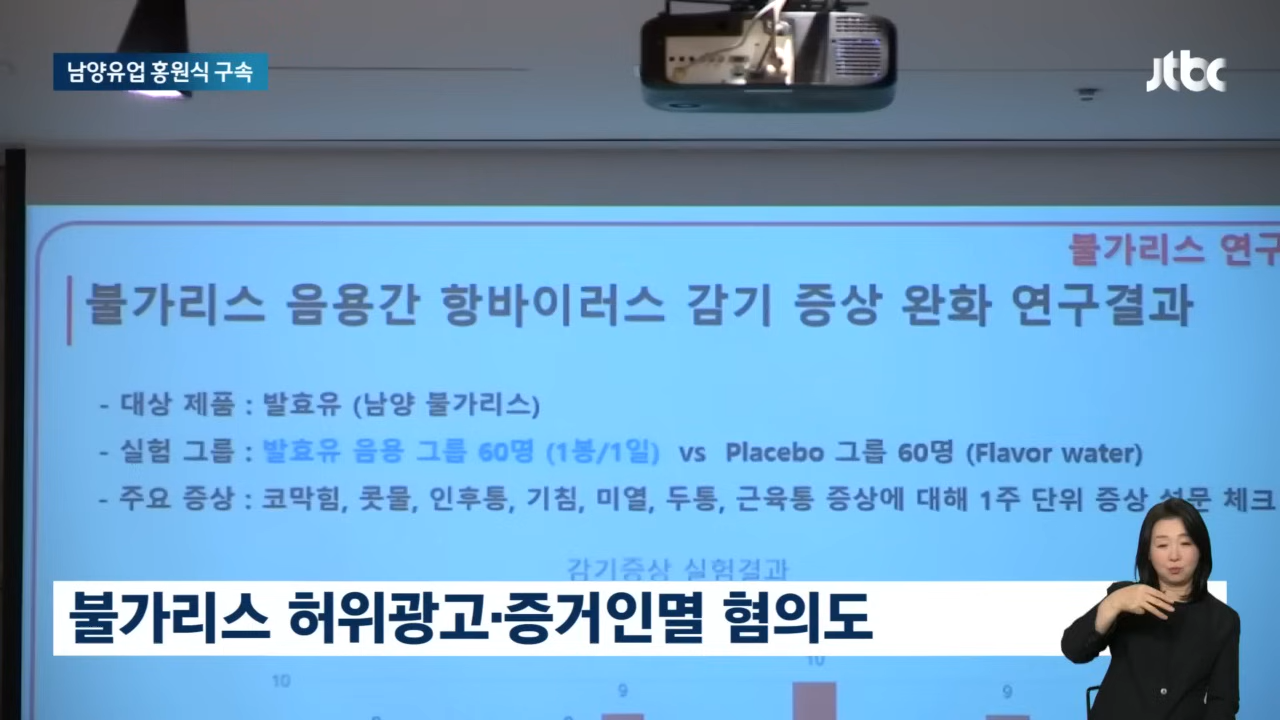 남양유업 홍원식 구속
jtbc
불가리스 연구
불가리스 음용간 항바이러스 감기 증상 완화 연구결과
- 대상 제품 : 발효유 (남양 불가리스)
- 실험 그룹 : 발효유 음용 그룹 60명 (1봉/1일) vs Placebo 그룹 60명 (Flavor water)
- 주요 증상 : 코막힘, 콧물, 인후통, 기침, 미열, 두통, 근육통 증상에 대해 1주 단위 증상 설문 체크
감기증상 실험결과
불가리스 허위광고·증거인멸 혐의도
10
10
9
9